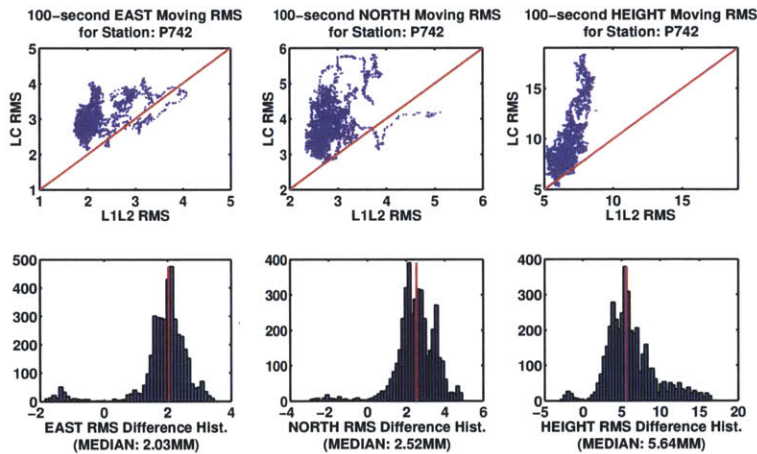 100-second EAST Moving RMS
for Station: P742
100-second NORTH Moving RMS
for Station: P742
100-second HEIGHT Moving RMS
for Station: P742
LC RMS
5
4
3
2
1
1 2 3 4 5
L1L2 RMS
LC RMS
6
5
4
3
2
2 3 4 5 6
L1L2 RMS
LC RMS
15
10
5
5 10 15
L1L2 RMS
500
400
300
200
100
0
−2 0 2 4
EAST RMS Difference Hist.
(MEDIAN: 2.03MM)
400
300
200
100
0
−4 −2 0 2 4 6
NORTH RMS Difference Hist.
(MEDIAN: 2.52MM)
400
300
200
100
0
−5 0 5 10 15 20
HEIGHT RMS Difference Hist.
(MEDIAN: 5.64MM)